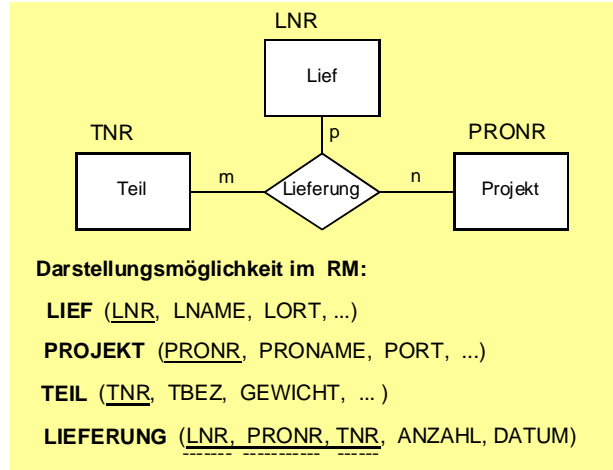 LNR
Lief
p
TNR
PRONR
Teil
m
Lieferung
n
Projekt
Darstellungsmöglichkeit im RM:
LIEF (LNR, LNAME, LORT, ...)
PROJEKT (PRONR, PRONAME, PORT, ...)
TEIL (TNR, TBEZ, GEWICHT, ... )
LIEFERUNG (LNR, PRONR, TNR, ANZAHL, DATUM)